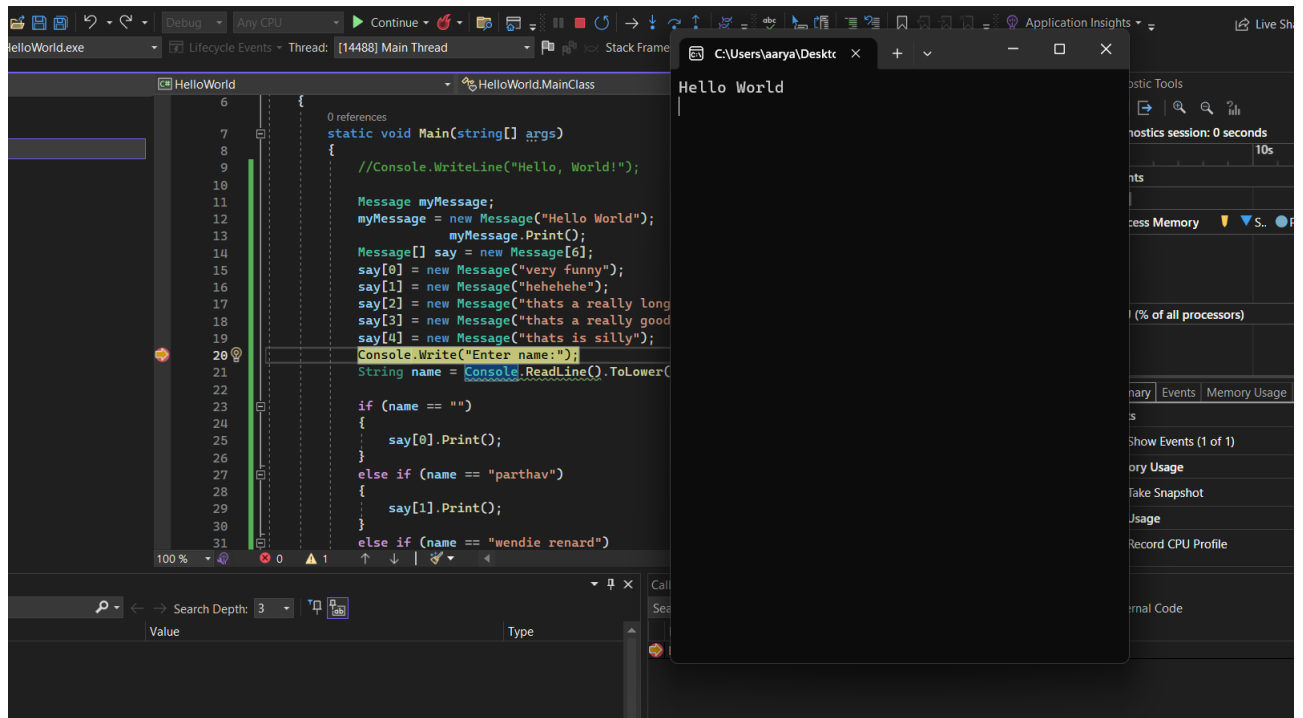 Debug Any CPU Continue Application Insights Live Sha
HelloWorld.exe Lifecycle Events Thread: [14488] Main Thread Stack Frame
C:\Users\aarya\Deskto
Hello World
HelloWorld HelloWorld.MainClass
6 {
0 references
7 static void Main(string[] args)
8 {
9 //Console.WriteLine("Hello, World!");
10
11 Message myMessage;
12 myMessage = new Message("Hello World");
13 myMessage.Print();
14 Message[] say = new Message[6];
15 say[0] = new Message("very funny");
16 say[1] = new Message("hehehehe");
17 say[2] = new Message("thats a really long
18 say[3] = new Message("thats a really good
19 say[4] = new Message("thats is silly");
20 Console.Write("Enter name:");
21 String name = Console.ReadLine().ToLower(
22
23 if (name == "")
24 {
25 say[0].Print();
26 }
27 else if (name == "parthav")
28 {
29 say[1].Print();
30 }
31 else if (name == "wendie renard")
100 % 0 1
ostic Tools
nostics session: 0 seconds
10s
nts
cess Memory S..
(% of all processors)
mary Events Memory Usage
Show Events (1 of 1)
ory Usage
Take Snapshot
Usage
Record CPU Profile
Search Depth: 3
Value Type
Call
Sea
ernal Code